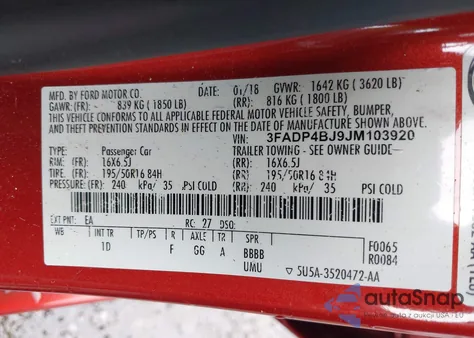 MFD. BY FORD MOTOR CO.
01/18 GVWR: 1642 KG ( 3620 LB)
GAWR: (FR): 839 KG ( 1850 LB) (RR): 816 KG ( 1800 LB)
THIS VEHICLE CONFORMS TO ALL APPLICABLE FEDERAL MOTOR VEHICLE SAFETY, BUMPER,
AND THEFT PREVENTION STANDARDS IN EFFECT ON THE DATE OF MANUFACTURE SHOWN ABOVE.
VIN: 3FADP4BJ9JM103920
TYPE: Passenger Car TRAILER TOWING - SEE OWNER GUIDE
RIM: (FR) 16X6.5J (RR): 16X6.5J
TIRE: (FR): 195/50R16 84H (RR): 195/50R16 84H
PRESSURE: (FR) 240 kPa/ 35 PSI COLD (RR): 240 kPa/ 35 PSI COLD
EXT PNT: EA RC: 27 DSO:
WB INT TR TP/PS R AXLE TR SPR
1D F GG A BBBB
UMU
F0065
R0084
▽ 5U5A-3520472-AA
autoSnap